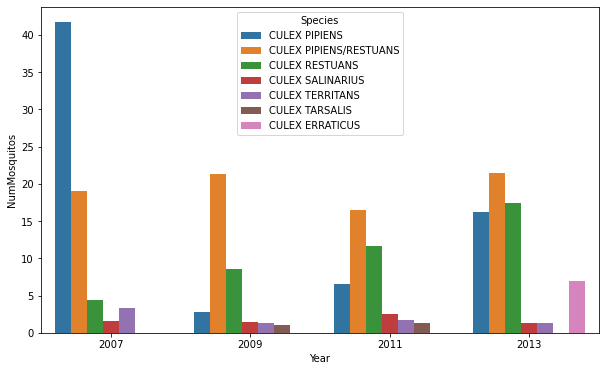 Species
CULEX PIPIENS
CULEX PIPIENS/RESTUANS
CULEX RESTUANS
CULEX SALINARIUS
CULEX TERRITANS
CULEX TARSALIS
CULEX ERRATICUS
NumMosquitos
40
35
30
25
20
15
10
5
0
2007 2009 2011 2013
Year